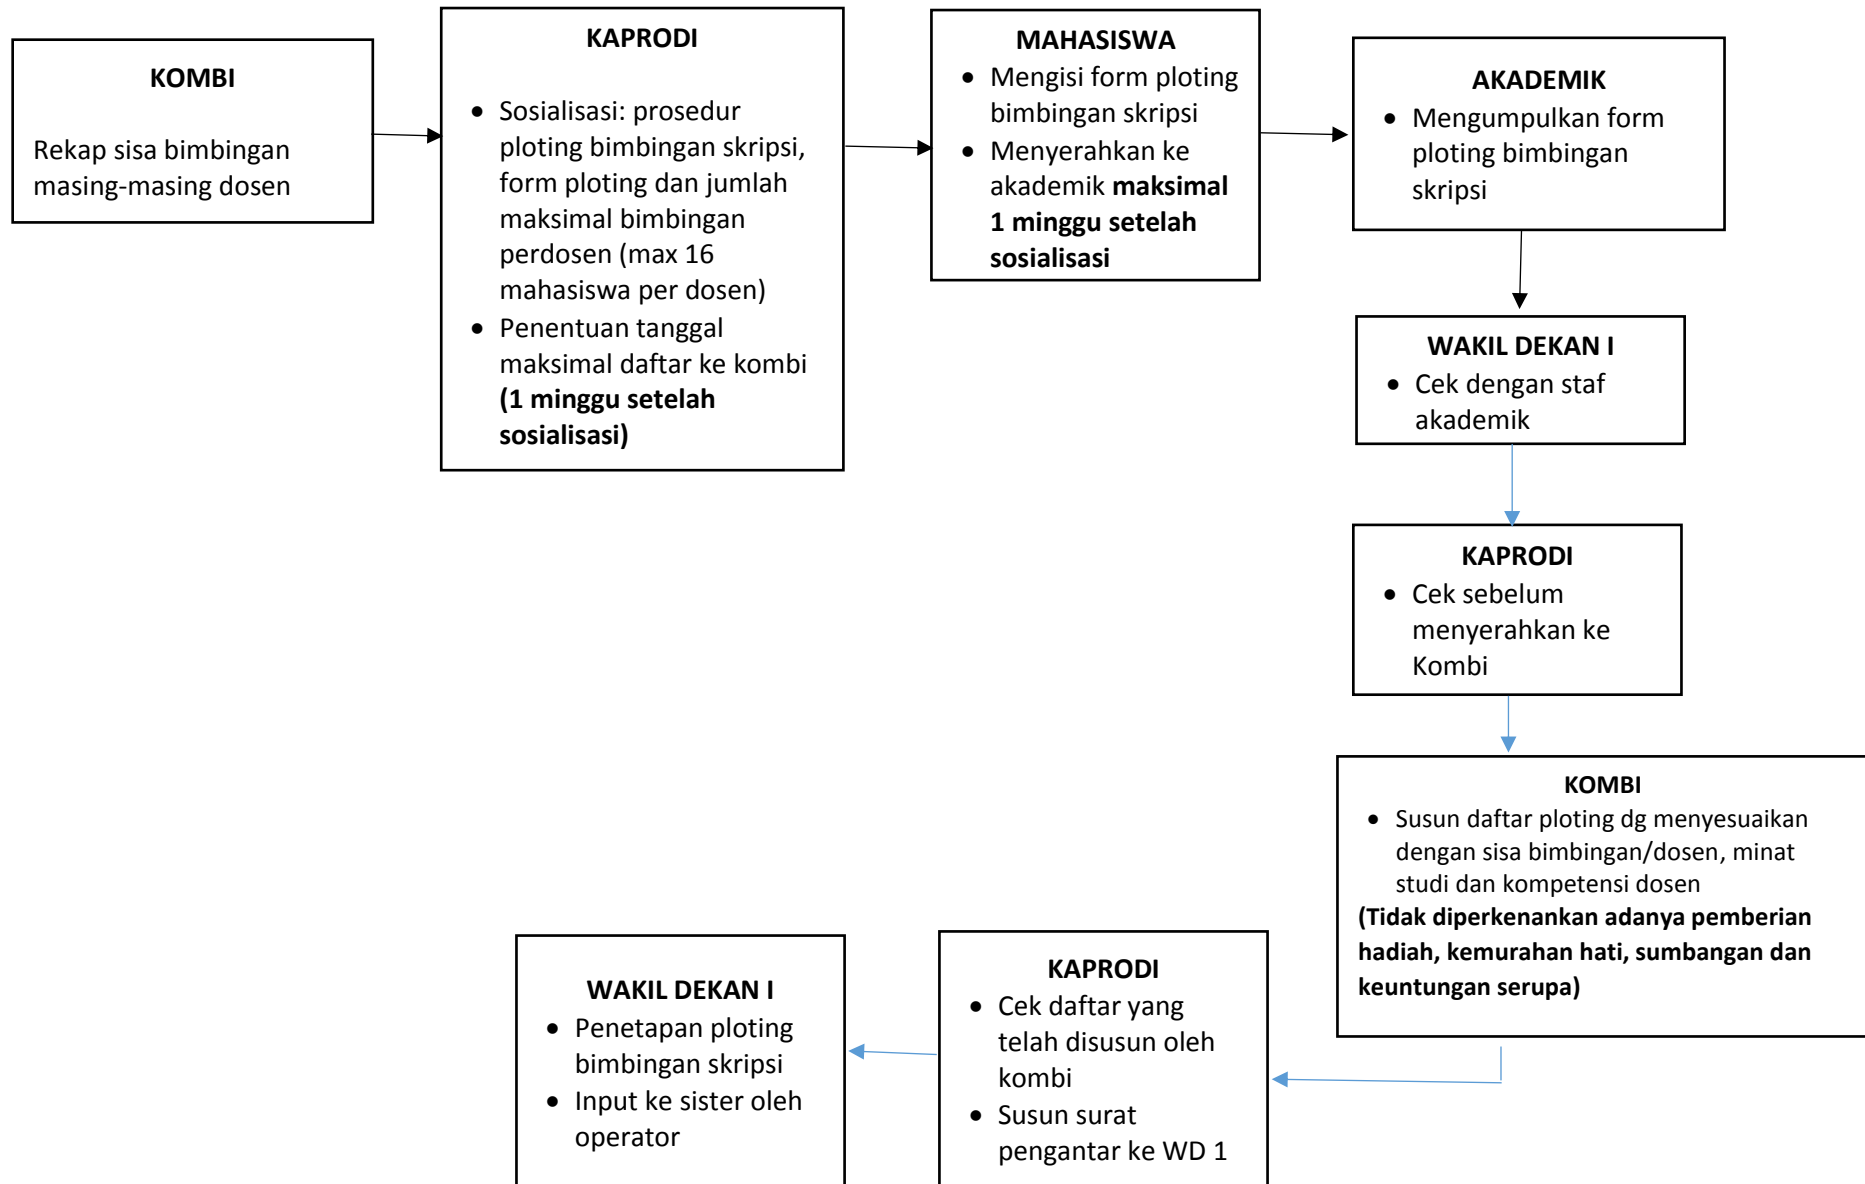 KOMBI
Rekap sisa bimbingan
masing-masing dosen
KAPRODI
• Sosialisasi: prosedur
ploting bimbingan skripsi,
form ploting dan jumlah
maksimal bimbingan
perdosen (max 16
mahasiswa per dosen)
• Penentuan tanggal
maksimal daftar ke kombi
(1 minggu setelah
sosialisasi)
MAHASISWA
• Mengisi form ploting
bimbingan skripsi
• Menyerahkan ke
akademik maksimal
1 minggu setelah
sosialisasi
AKADEMIK
• Mengumpulkan form
ploting bimbingan
skripsi
WAKIL DEKAN I
• Cek dengan staf
akademik
KAPRODI
• Cek sebelum
menyerahkan ke
Kombi
KOMBI
• Susun daftar ploting dg menyesuaikan
dengan sisa bimbingan/dosen, minat
studi dan kompetensi dosen
(Tidak diperkenankan adanya pemberian
hadiah, kemurahan hati, sumbangan dan
keuntungan serupa)
KAPRODI
• Cek daftar yang
telah disusun oleh
kombi
• Susun surat
pengantar ke WD 1
WAKIL DEKAN I
• Penetapan ploting
bimbingan skripsi
• Input ke sister oleh
operator